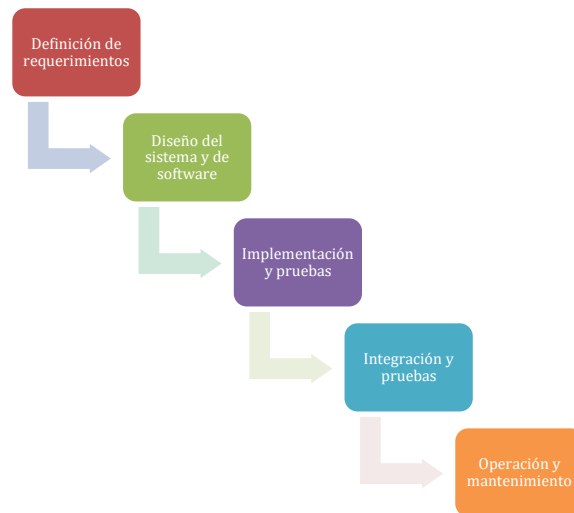 Definición de
requerimientos
Diseño del
sistema y de
software
Implementación
y pruebas
Integración y
pruebas
Operación y
mantenimiento